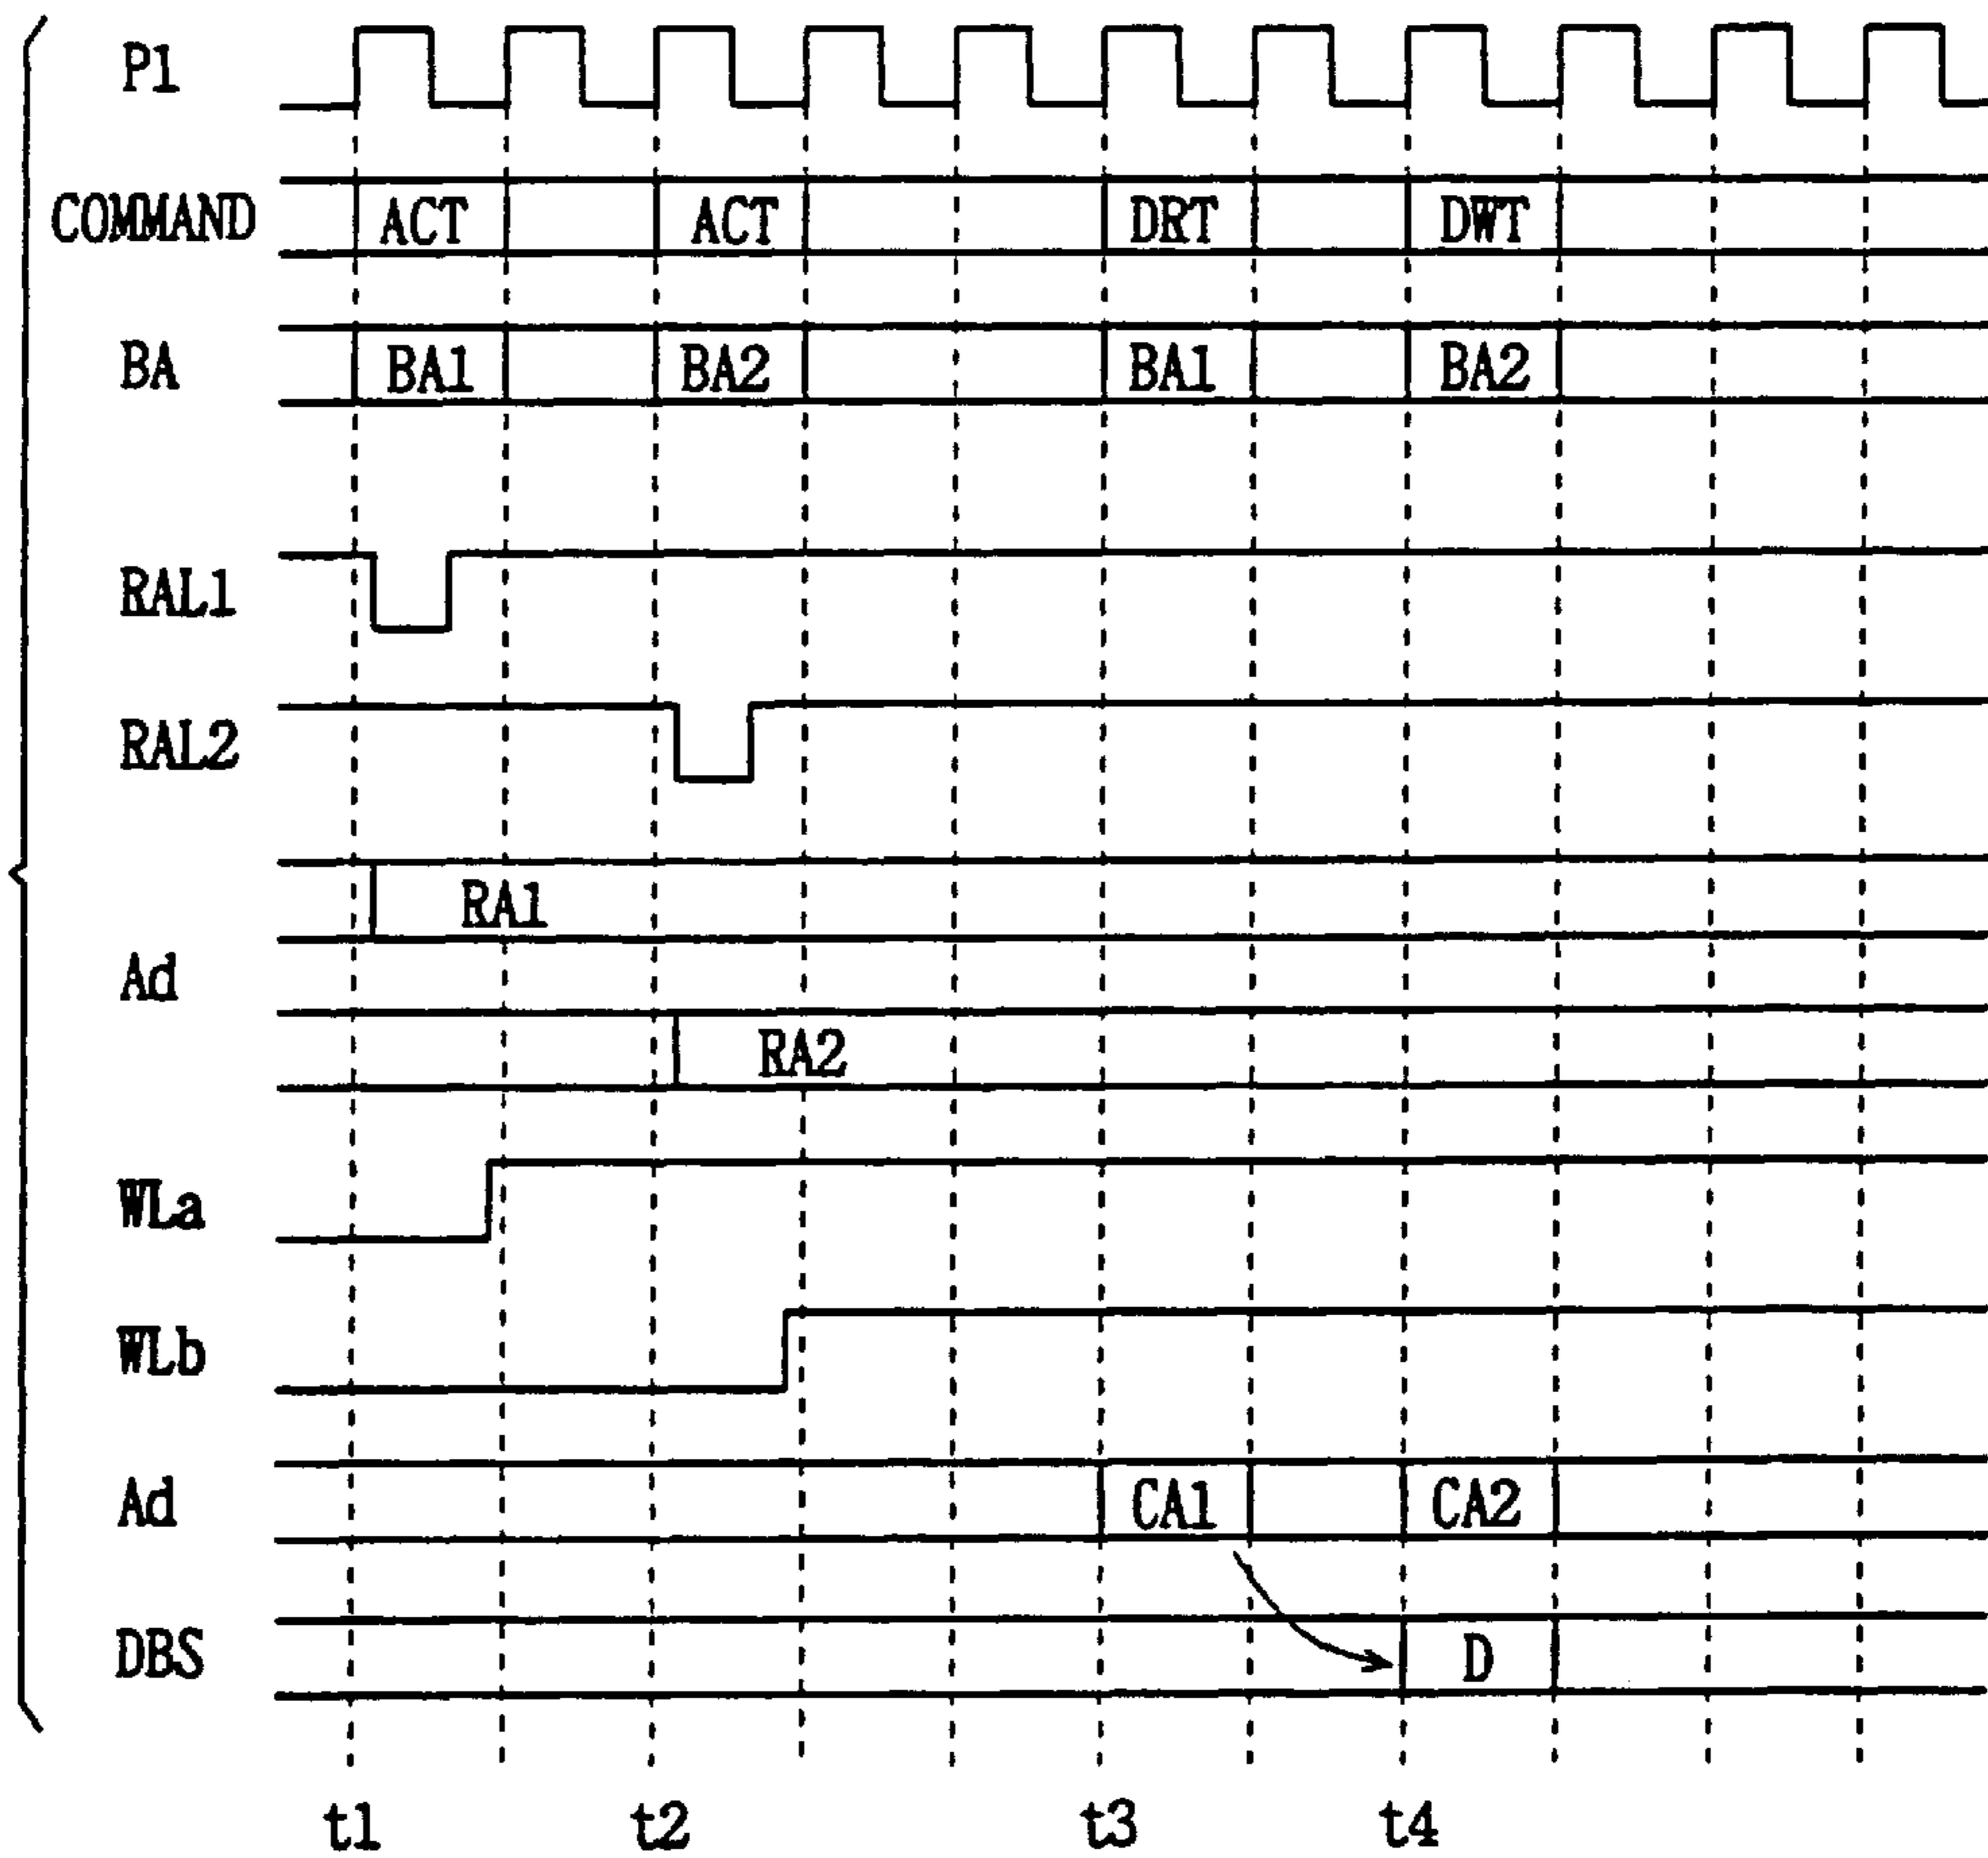 P1
COMMAND ACT ACT DRT DWT
BA BA1 BA2 BA1 BA2
RAL1
RAL2
RA1
Ad
RA2
WLa
WLb
Ad CA1 CA2
DBS D
t1 t2 t3 t4